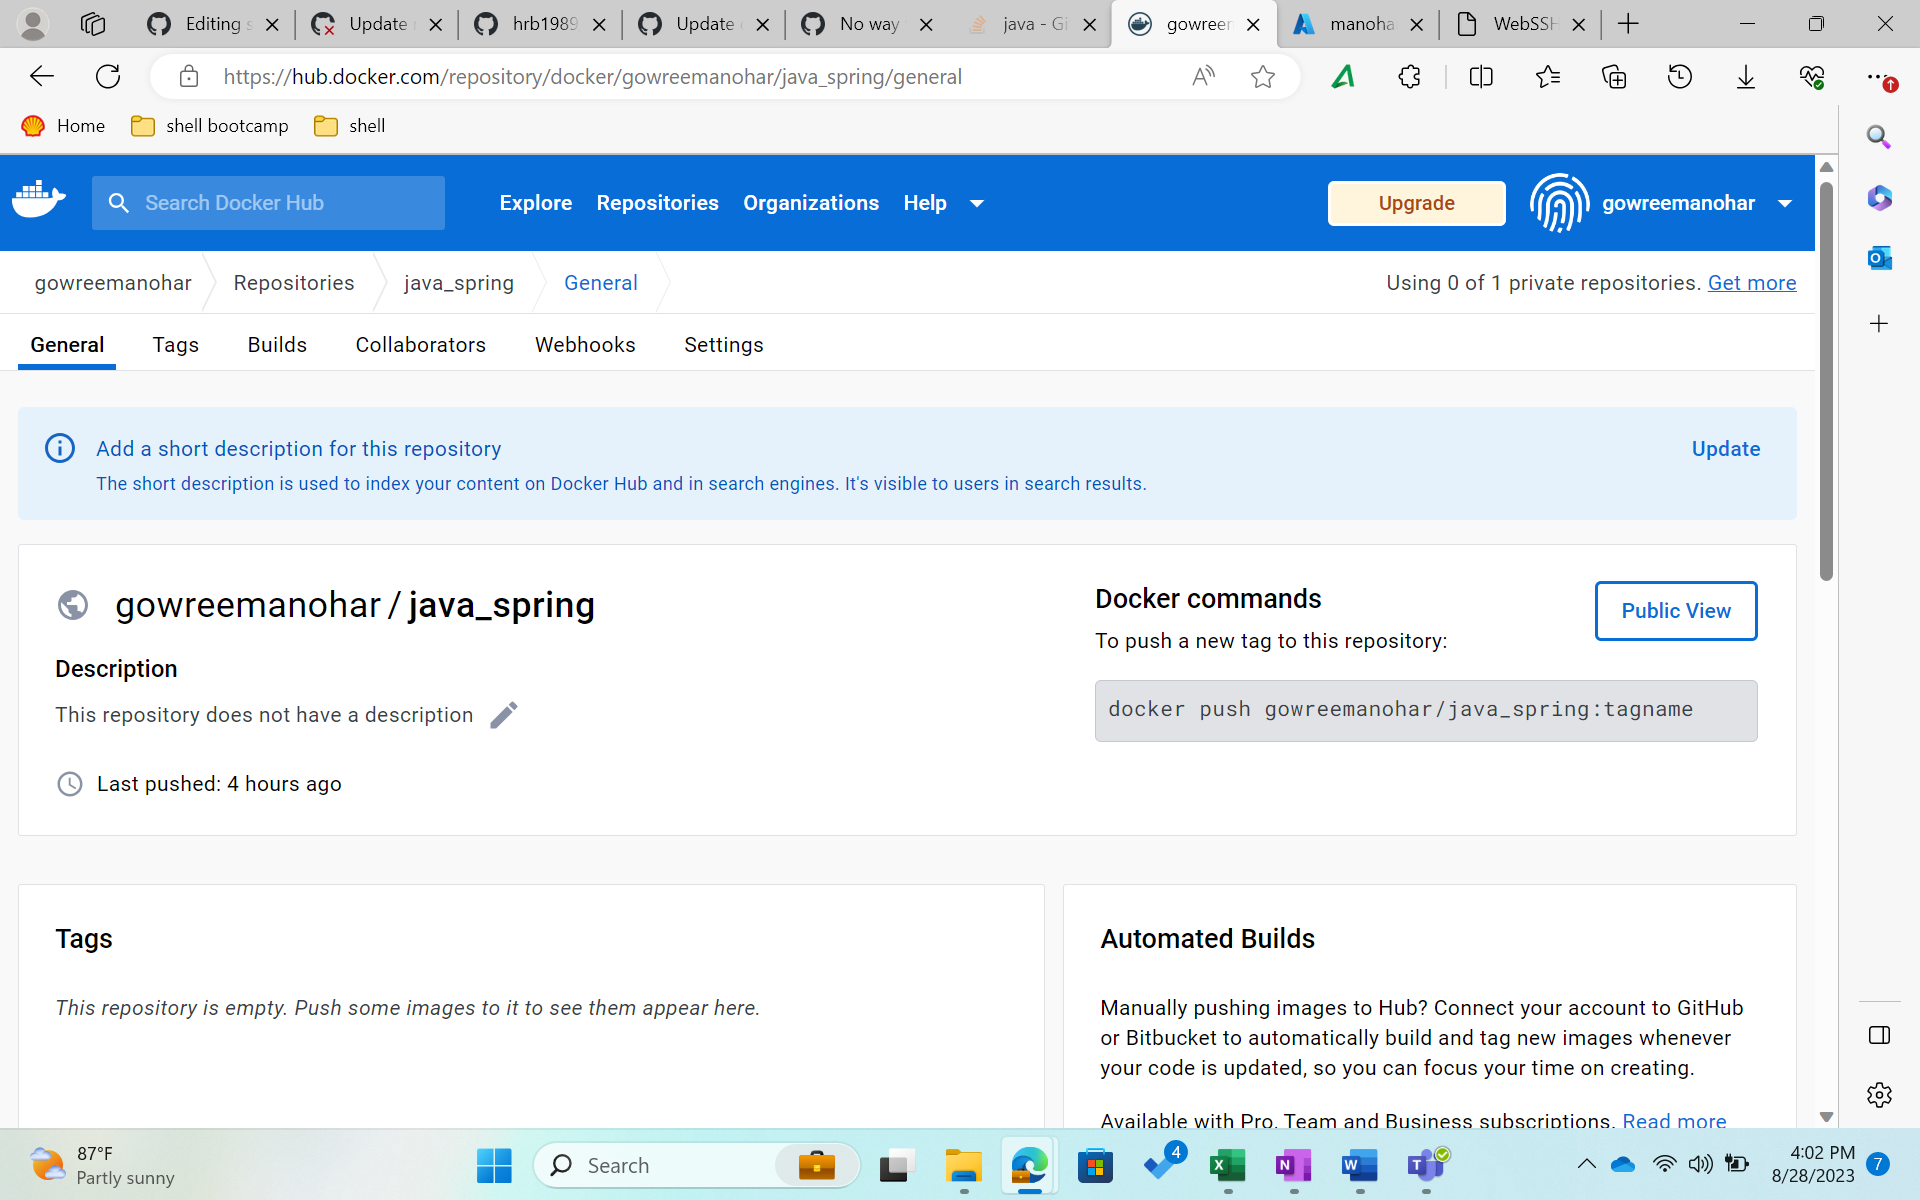 Editing s
Update
hrb1989
Update
No way
java - Gi
gowreer
manoha
WebSSH
https://hub.docker.com/repository/docker/gowreemanohar/java_spring/general
Home
shell bootcamp
shell
Search Docker Hub
Explore
Repositories
Organizations
Help
Upgrade
gowreemanohar
gowreemanohar
Repositories
java_spring
General
Using 0 of 1 private repositories. Get more
General
Tags
Builds
Collaborators
Webhooks
Settings
Add a short description for this repository
Update
The short description is used to index your content on Docker Hub and in search engines. It's visible to users in search results.
gowreemanohar / java_spring
Description
This repository does not have a description
Last pushed: 4 hours ago
Docker commands
Public View
To push a new tag to this repository:
docker push gowreemanohar/java_spring:tagname
Tags
This repository is empty. Push some images to it to see them appear here.
Automated Builds
Manually pushing images to Hub? Connect your account to GitHub
or Bitbucket to automatically build and tag new images whenever
your code is updated, so you can focus your time on creating.
Available with Pro, Team and Business subscriptions. Read more
87°F
Partly sunny
Search
4
4:02 PM
8/28/2023
7